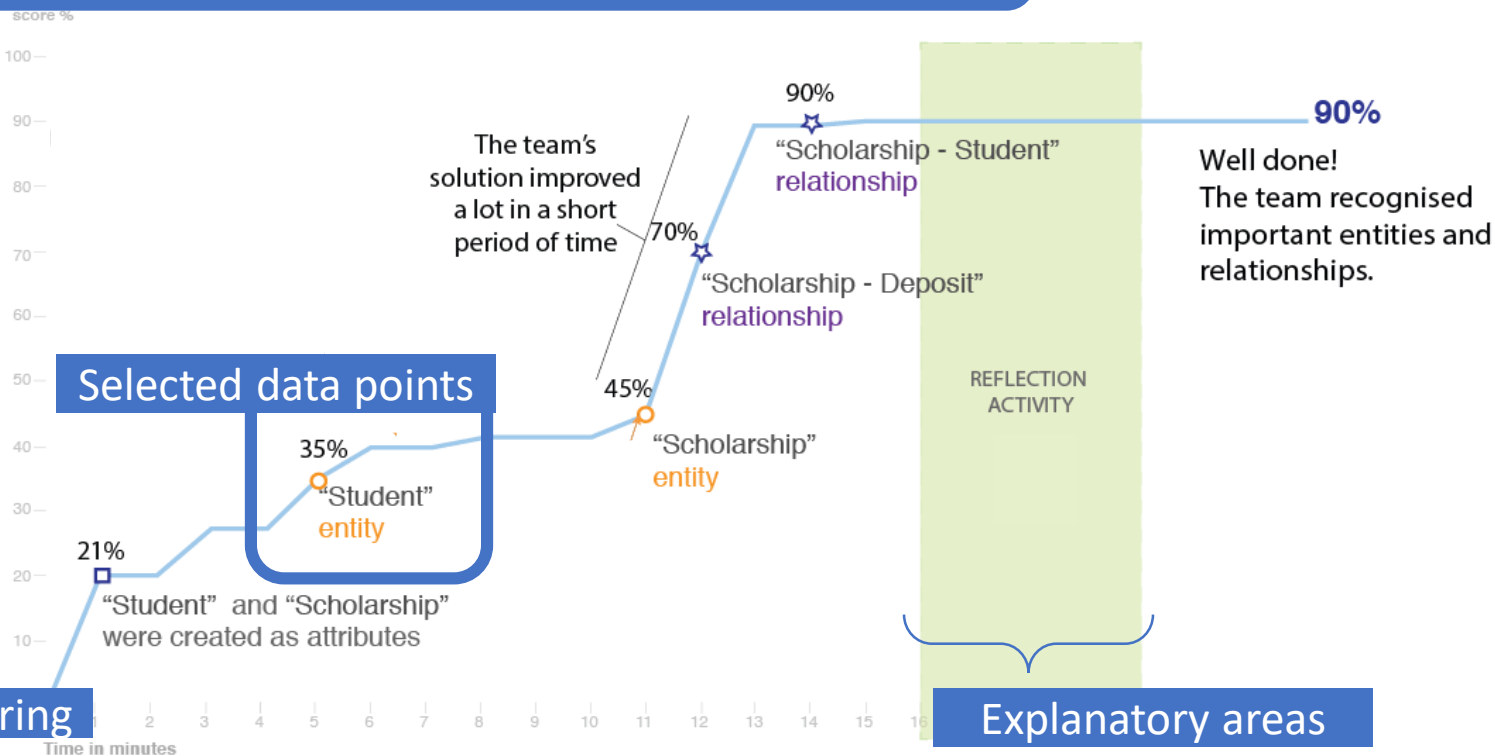 score %
100
90
80
70
60
50
40
30
20
10
90%
90%
The team's
solution improved
a lot in a short
period of time
"Scholarship - Student"
relationship
Well done!
The team recognised
important entities and
relationships.
70%
"Scholarship - Deposit"
relationship
Selected data points
45%
REFLECTION
ACTIVITY
35%
"Scholarship"
entity
"Student"
entity
21%
"Student" and "Scholarship"
were created as attributes
ring
2 3 4 5 6 7 8 9 10 11 12 13 14 15 16
Explanatory areas
Time in minutes